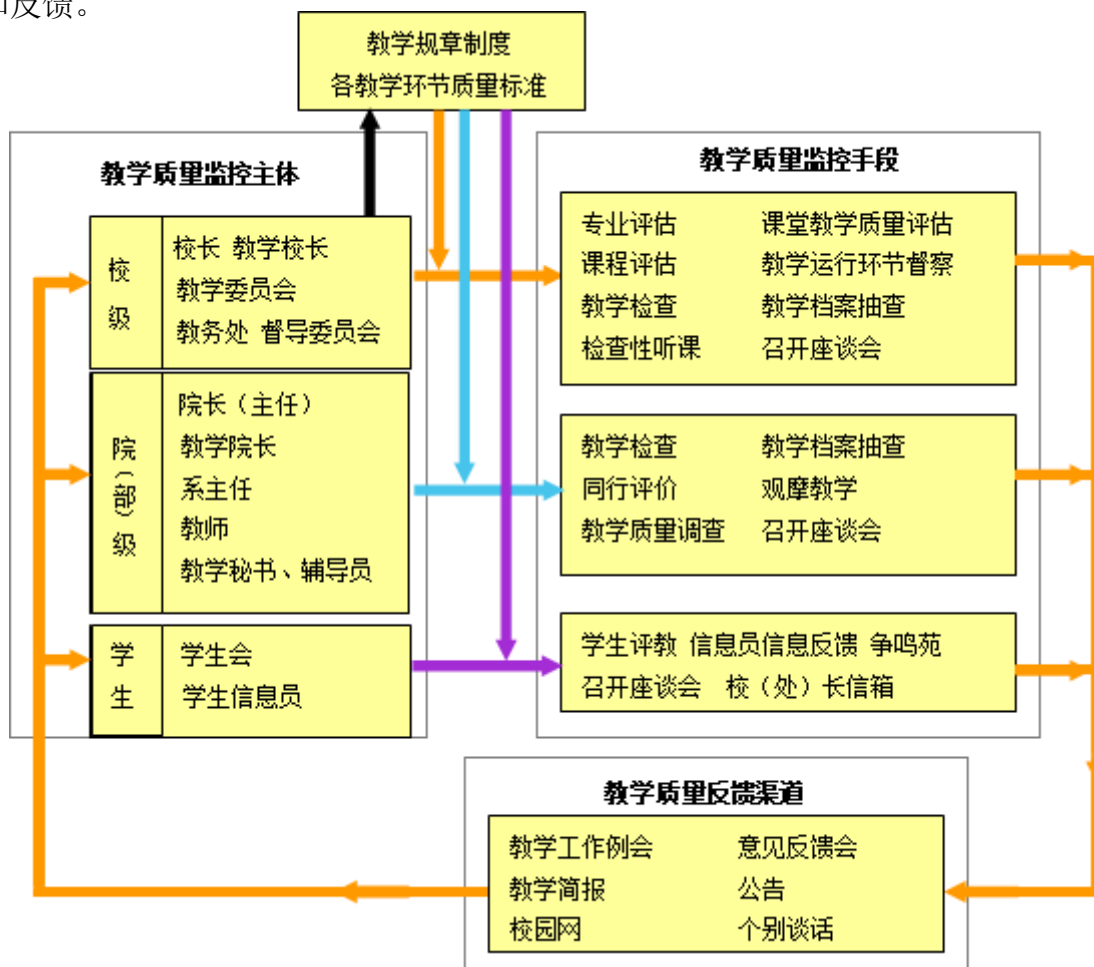 和反馈。
教学规章制度
各教学环节质量标准
教学质量监控主体
校级
校长 教学校长
教学委员会
教务处 督导委员会
院（部）级
院长（主任）
教学院长
系主任
教师
教学秘书、辅导员
学生
学生会
学生信息员
教学质量监控手段
专业评估 课堂教学质量评估
课程评估 教学运行环节督察
教学检查 教学档案抽查
检查性听课 召开座谈会
教学检查 教学档案抽查
同行评价 观摩教学
教学质量调查 召开座谈会
学生评教 信息员信息反馈 争鸣苑
召开座谈会 校（处）长信箱
教学质量反馈渠道
教学工作例会 意见反馈会
教学简报 公告
校园网 个别谈话